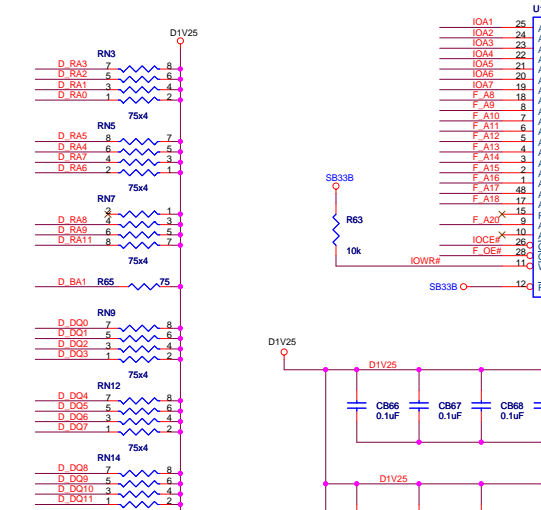 D1V25
RN3
D_RA3 7 8
D_RA2 5 6
D_RA1 3 4
D_RA0 1 2
75x4
RN5
D_RA5 8 7
D_RA4 6 5
D_RA7 4 3
D_RA6 2 1
75x4
RN7
2 1
D_RA8 4 3
D_RA9 6 5
D_RA11 8 7
75x4
D_BA1 R65 75
RN9
D_DQ0 7 8
D_DQ1 5 6
D_DQ2 3 4
D_DQ3 1 2
75x4
RN12
D_DQ4 7 8
D_DQ5 5 6
D_DQ6 3 4
D_DQ7 1 2
75x4
RN14
D_DQ8 7 8
D_DQ9 5 6
D_DQ10 3 4
D_DQ11 1 2
IOA1 25
IOA2 24
IOA3 23
IOA4 22
IOA5 21
IOA6 20
IOA7 19
F_A8 18
F_A9 8
F_A10 7
F_A11 6
F_A12 5
F_A13 4
F_A14 3
F_A15 2
F_A16 1
F_A17 48
F_A18 17
15
F_A20 9
10
IOCE# 26
F_OE# 28
IOWR# 11
SB33B 12
SB33B
R63
10k
D1V25
D1V25
CB66 CB67 CB68
0.1uF 0.1uF 0.1uF
D1V25